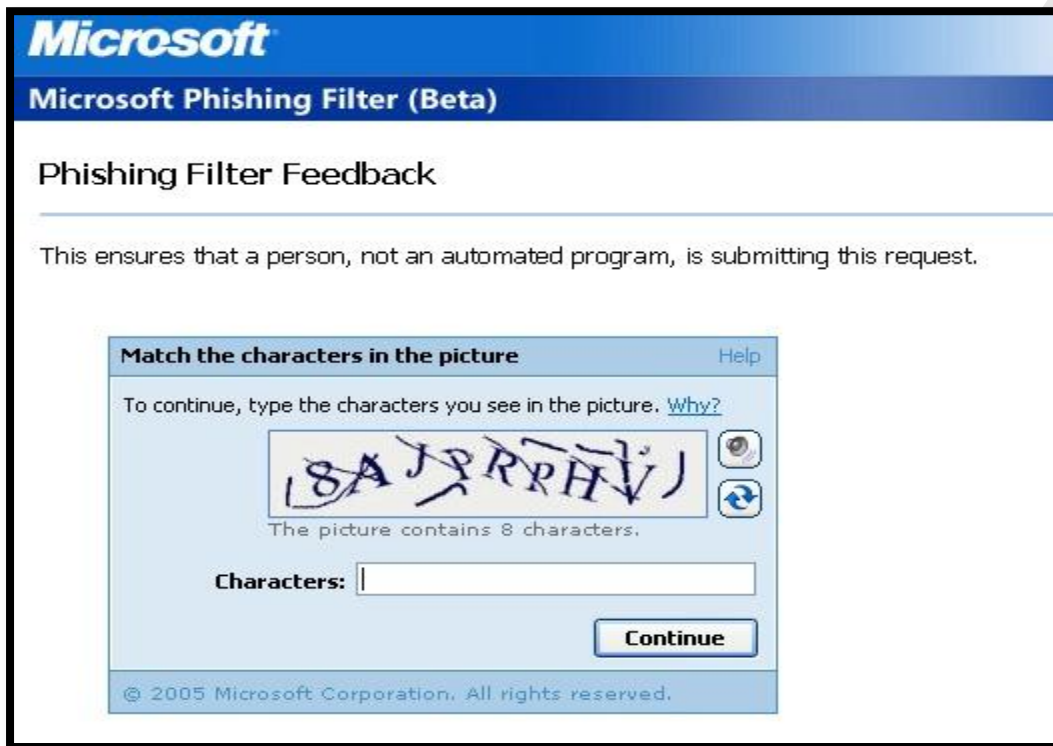 Microsoft
Microsoft Phishing Filter (Beta)
Phishing Filter Feedback
This ensures that a person, not an automated program, is submitting this request.
Match the characters in the picture Help
To continue, type the characters you see in the picture. Why?
The picture contains 8 characters.
Characters:
Continue
© 2005 Microsoft Corporation. All rights reserved.